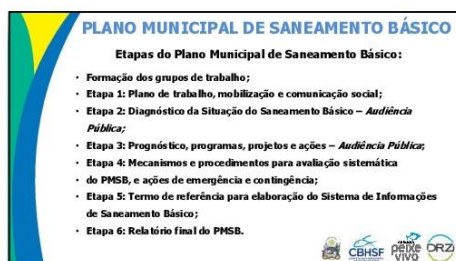 PLANO MUNICIPAL DE SANEAMENTO BÁSICO
Etapas do Plano Municipal de Saneamento Básico:
• Formação dos grupos de trabalho;
• Etapa 1: Plano de trabalho, mobilização e comunicação social;
• Etapa 2: Diagnóstico da Situação do Saneamento Básico – Audiência
Pública;
• Etapa 3: Prognóstico, programas, projetos e ações – Audiência Pública;
• Etapa 4: Mecanismos e procedimentos para avaliação sistemática
• do PMSB, e ações de emergência e contingência;
• Etapa 5: Termo de referência para elaboração do Sistema de Informações
de Saneamento Básico;
• Etapa 6: Relatório final do PMSB.
CBHSF
peixe
vivo
DRZ